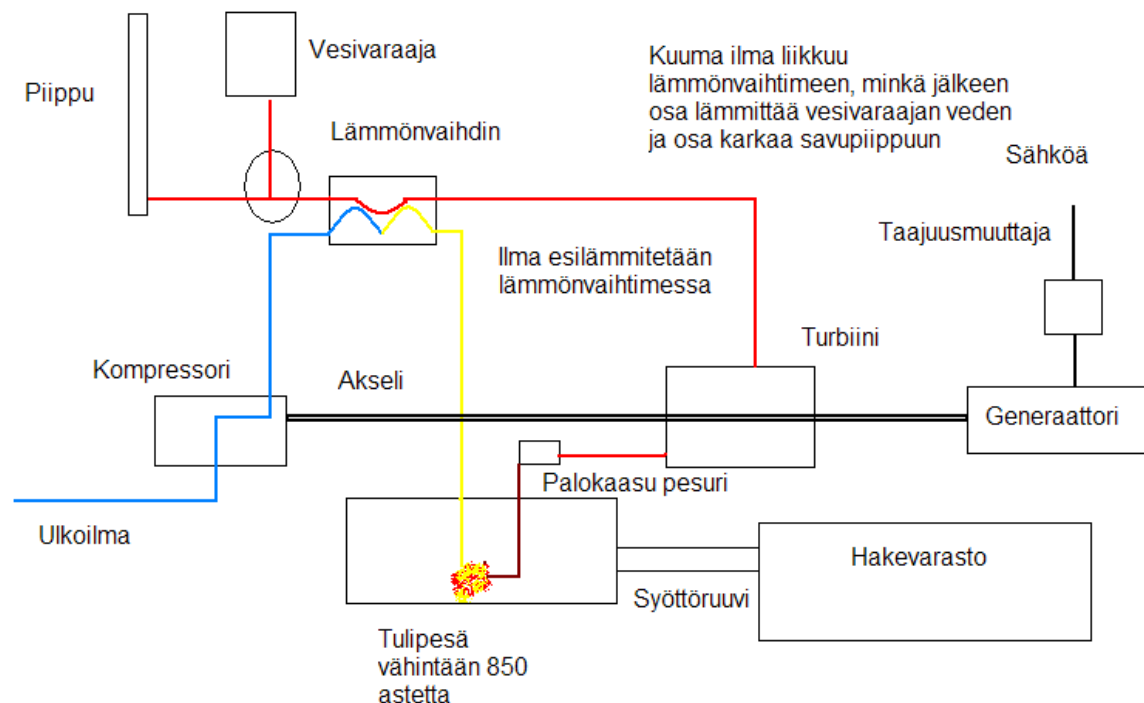 Vesivaraaja
Piippu
Lämmönvaihdin
Kuuma ilma liikkuu
lämmönvaihtimeen, minkä jälkeen
osa lämmittää vesivaraajan veden
ja osa karkaa savupiippuun
Sähköä
Taajuusmuuttaja
Ilma esilämmitetään
lämmönvaihtimessa
Turbiini
Kompressori
Akseli
Generaattori
Palokaasu pesuri
Ulkoilma
Hakevarasto
Syöttöruuvi
Tulipesä
vähintään 850
astetta